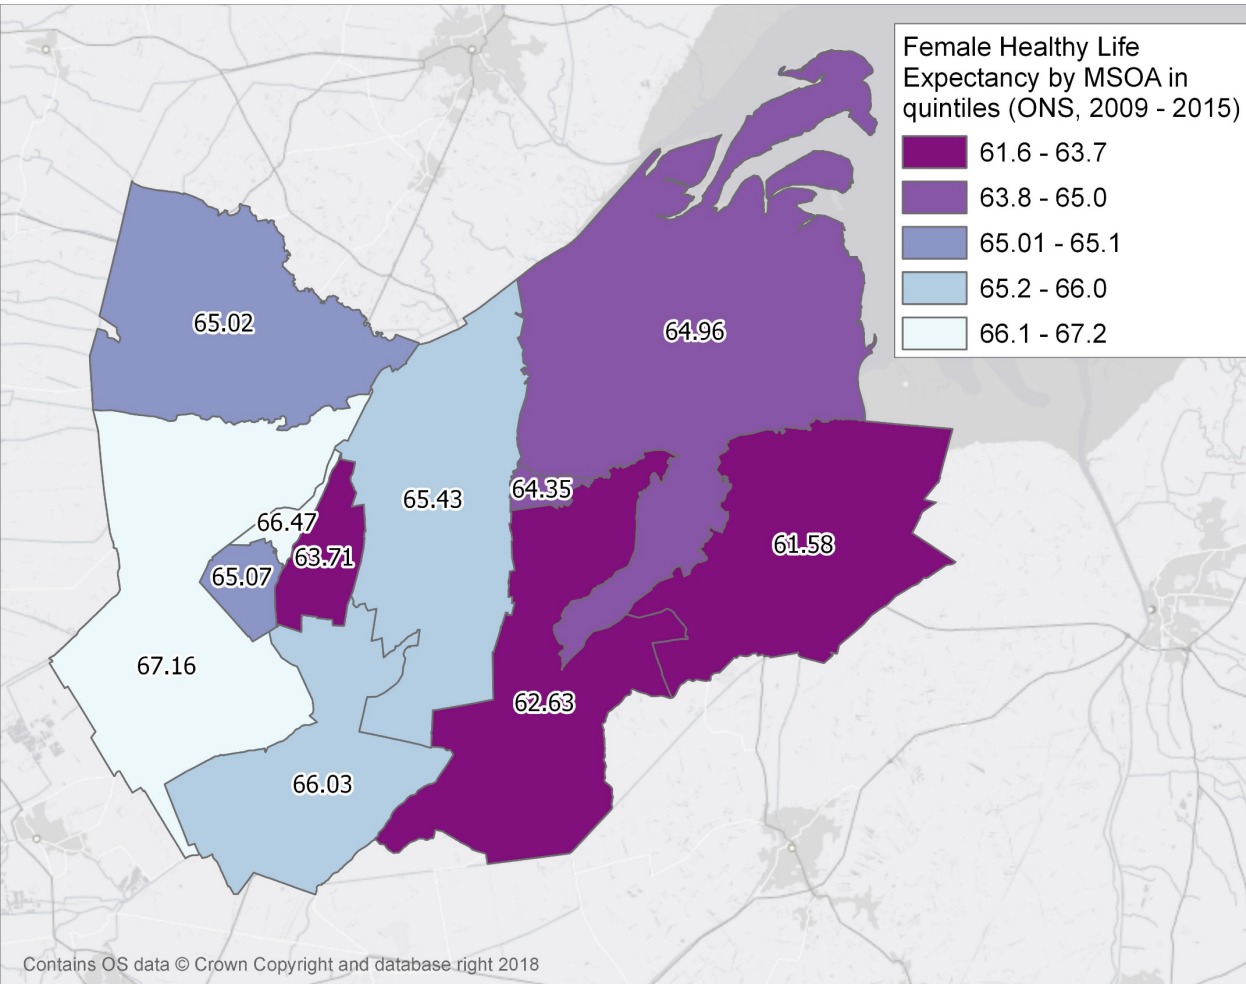 Female Healthy Life
Expectancy by MSOA in
quintiles (ONS, 2009 - 2015)
61.6 - 63.7
63.8 - 65.0
65.01 - 65.1
65.2 - 66.0
66.1 - 67.2
65.02
64.96
65.43
64.35
66.47
63.71
61.58
65.07
67.16
62.63
66.03
Contains OS data © Crown Copyright and database right 2018